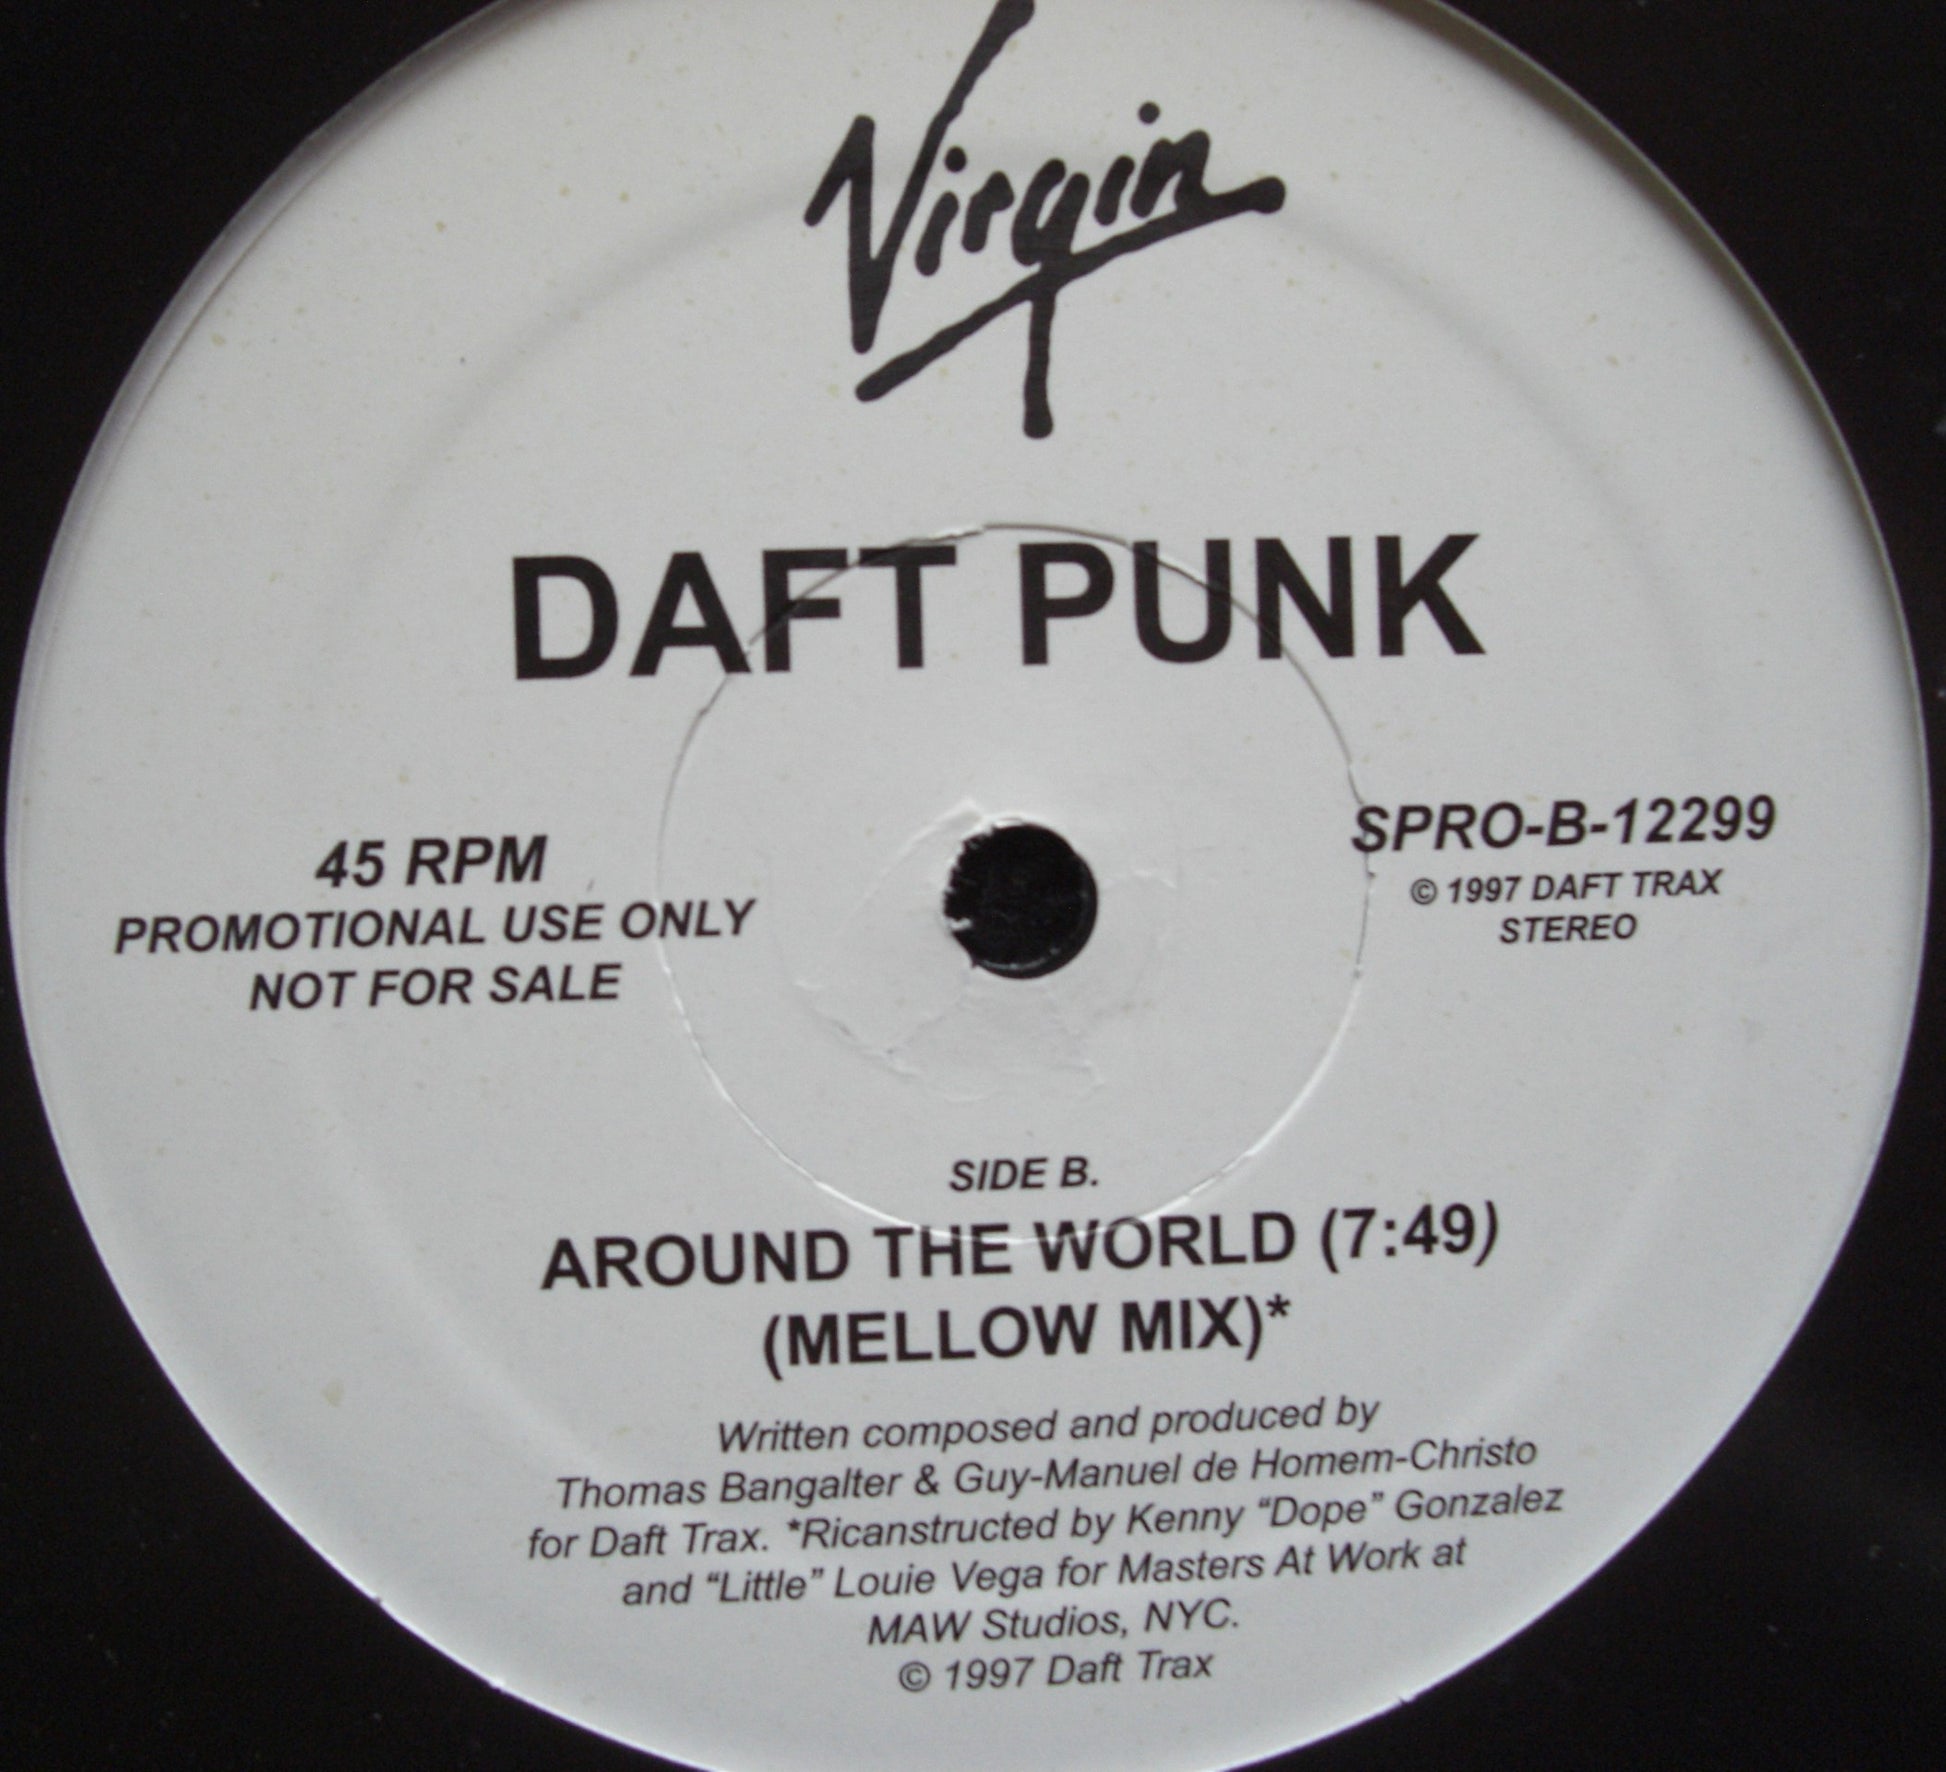 Virgin
DAFT PUNK
45 RPM
PROMOTIONAL USE ONLY
NOT FOR SALE
SPRO-B-12299
© 1997 DAFT TRAX
STEREO
SIDE B.
AROUND THE WORLD (7:49)
(MELLOW MIX)*
Written composed and produced by
Thomas Bangalter & Guy-Manuel de Homem-Christo
for Daft Trax. *Ricanstructed by Kenny “Dope” Gonzalez
and “Little” Louie Vega for Masters At Work at
MAW Studios, NYC.
© 1997 Daft Trax